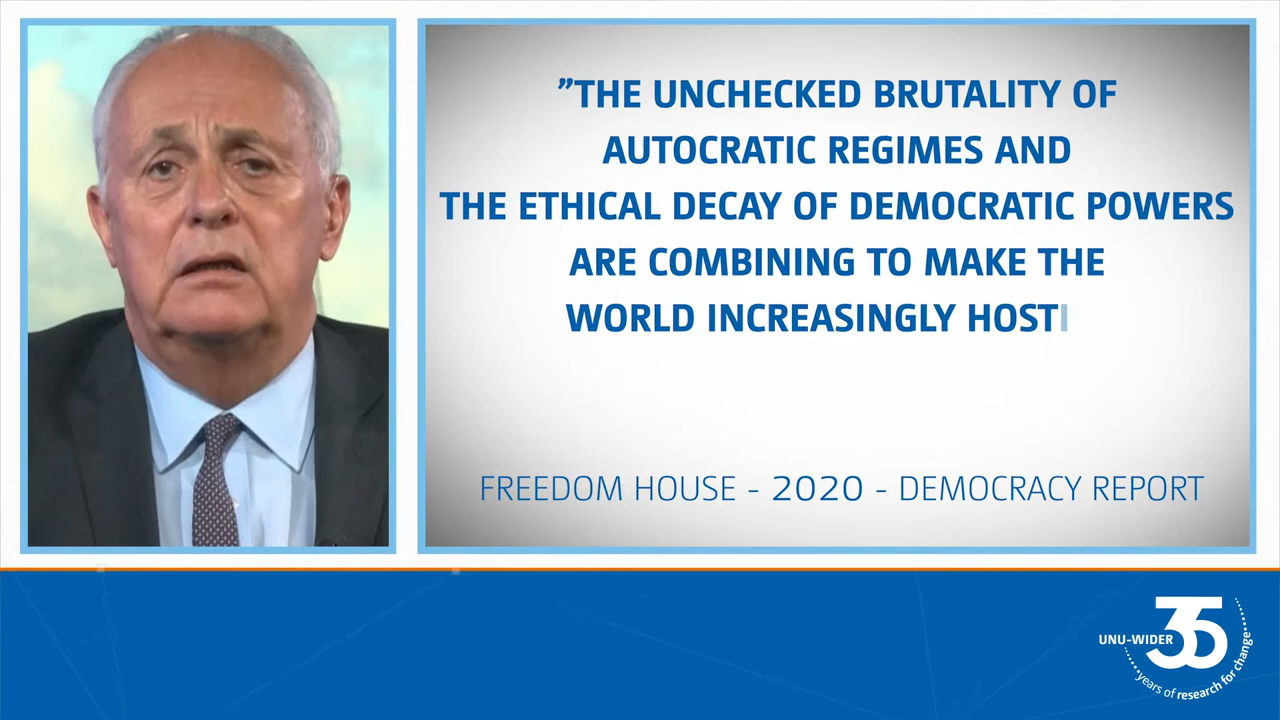 ”THE UNCHECKED BRUTALITY OF
AUTOCRATIC REGIMES AND
THE ETHICAL DECAY OF DEMOCRATIC POWERS
ARE COMBINING TO MAKE THE
WORLD INCREASINGLY HOSTI
FREEDOM HOUSE - 2020 - DEMOCRACY REPORT
UNU-WIDER 35
years of research for change